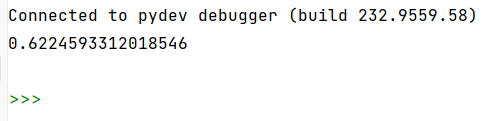 Connected to pydev debugger (build 232.9559.58)
0.6224593312018546
>>>